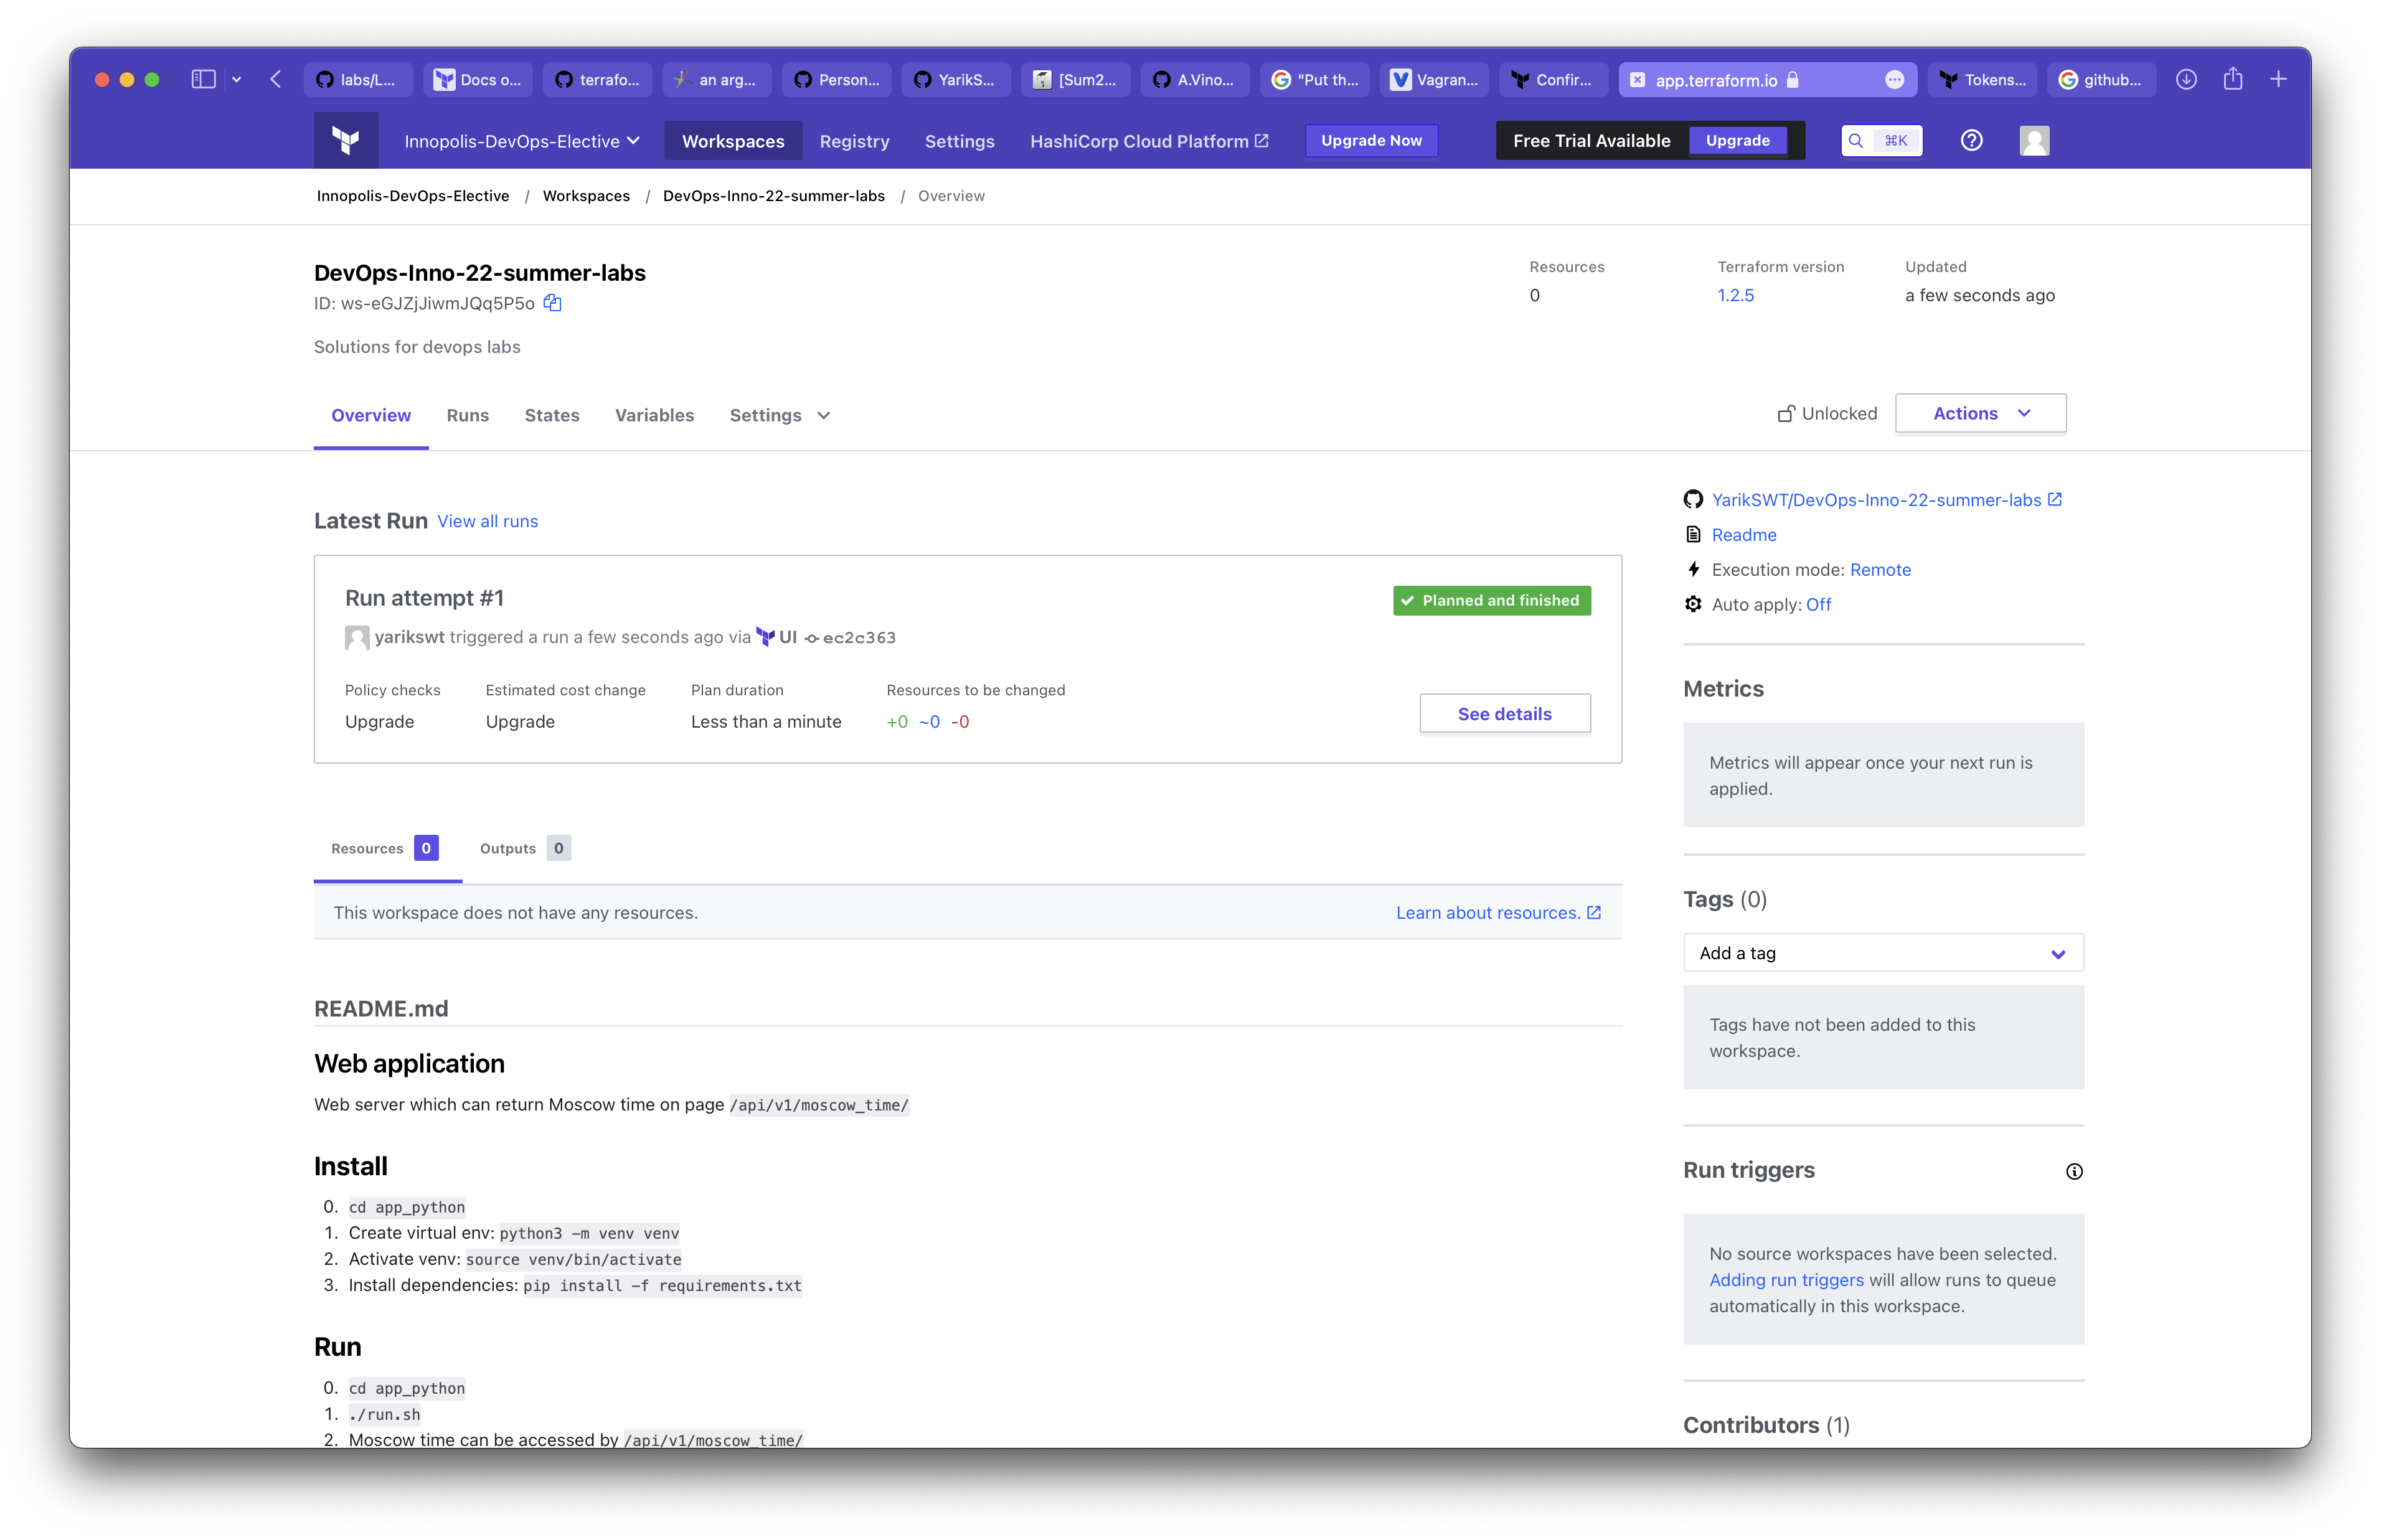 labs/L... Docs o... terrafo... an arg... Person... YarikS... [Sum2... A.Vino... "Put th... Vagran... Confir... app.terraform.io Tokens... github...
Innopolis-DevOps-Elective Workspaces Registry Settings HashiCorp Cloud Platform Upgrade Now Free Trial Available Upgrade ⌘K
Innopolis-DevOps-Elective / Workspaces / DevOps-Inno-22-summer-labs / Overview
DevOps-Inno-22-summer-labs
ID: ws-eGJZjJiwmJQq5P5o
Solutions for devops labs
Resources Terraform version Updated
0 1.2.5 a few seconds ago
Overview Runs States Variables Settings Unlocked Actions
Latest Run View all runs
Run attempt #1 Planned and finished
yarikswt triggered a run a few seconds ago via UI ec2c363
Policy checks Estimated cost change Plan duration Resources to be changed
Upgrade Upgrade Less than a minute +0 ~0 -0
See details
Resources 0 Outputs 0
This workspace does not have any resources. Learn about resources.
README.md
Web application
Web server which can return Moscow time on page /api/v1/moscow_time/
Install
0. cd app_python
1. Create virtual env: python3 -m venv venv
2. Activate venv: source venv/bin/activate
3. Install dependencies: pip install -f requirements.txt
Run
0. cd app_python
1. ./run.sh
2. Moscow time can be accessed by /api/v1/moscow_time/
YarikSWT/DevOps-Inno-22-summer-labs
Readme
Execution mode: Remote
Auto apply: Off
Metrics
Metrics will appear once your next run is
applied.
Tags (0)
Add a tag
Tags have not been added to this
workspace.
Run triggers
No source workspaces have been selected.
Adding run triggers will allow runs to queue
automatically in this workspace.
Contributors (1)